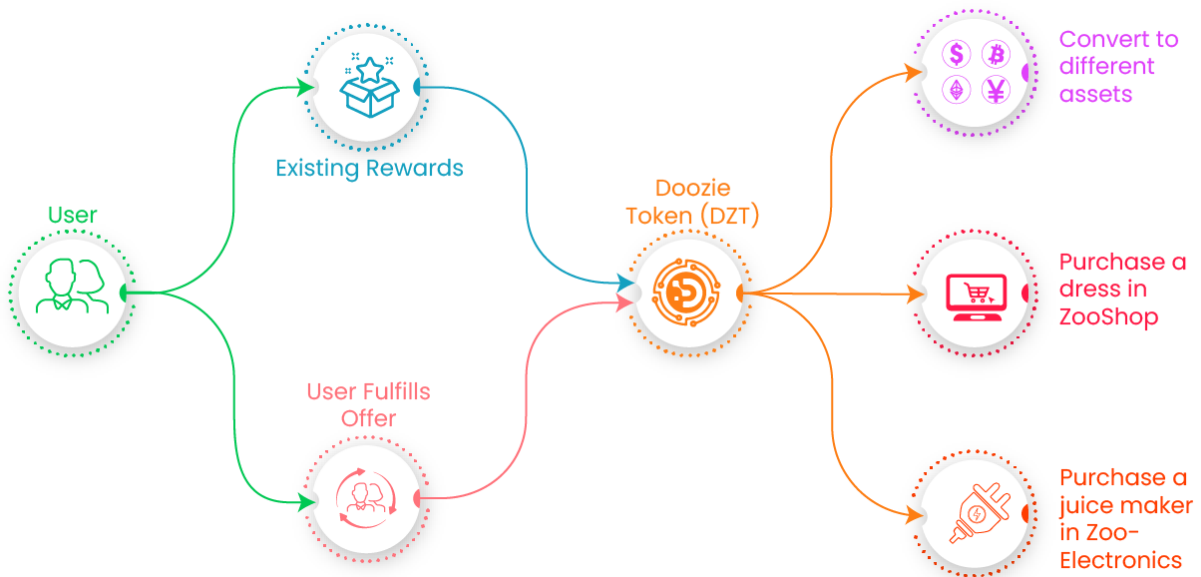 User
Existing Rewards
User Fulfills
Offer
Doozie
Token (DZT)
Convert to
different
assets
Purchase a
dress in
ZooShop
Purchase a
juice maker
in Zoo-
Electronics